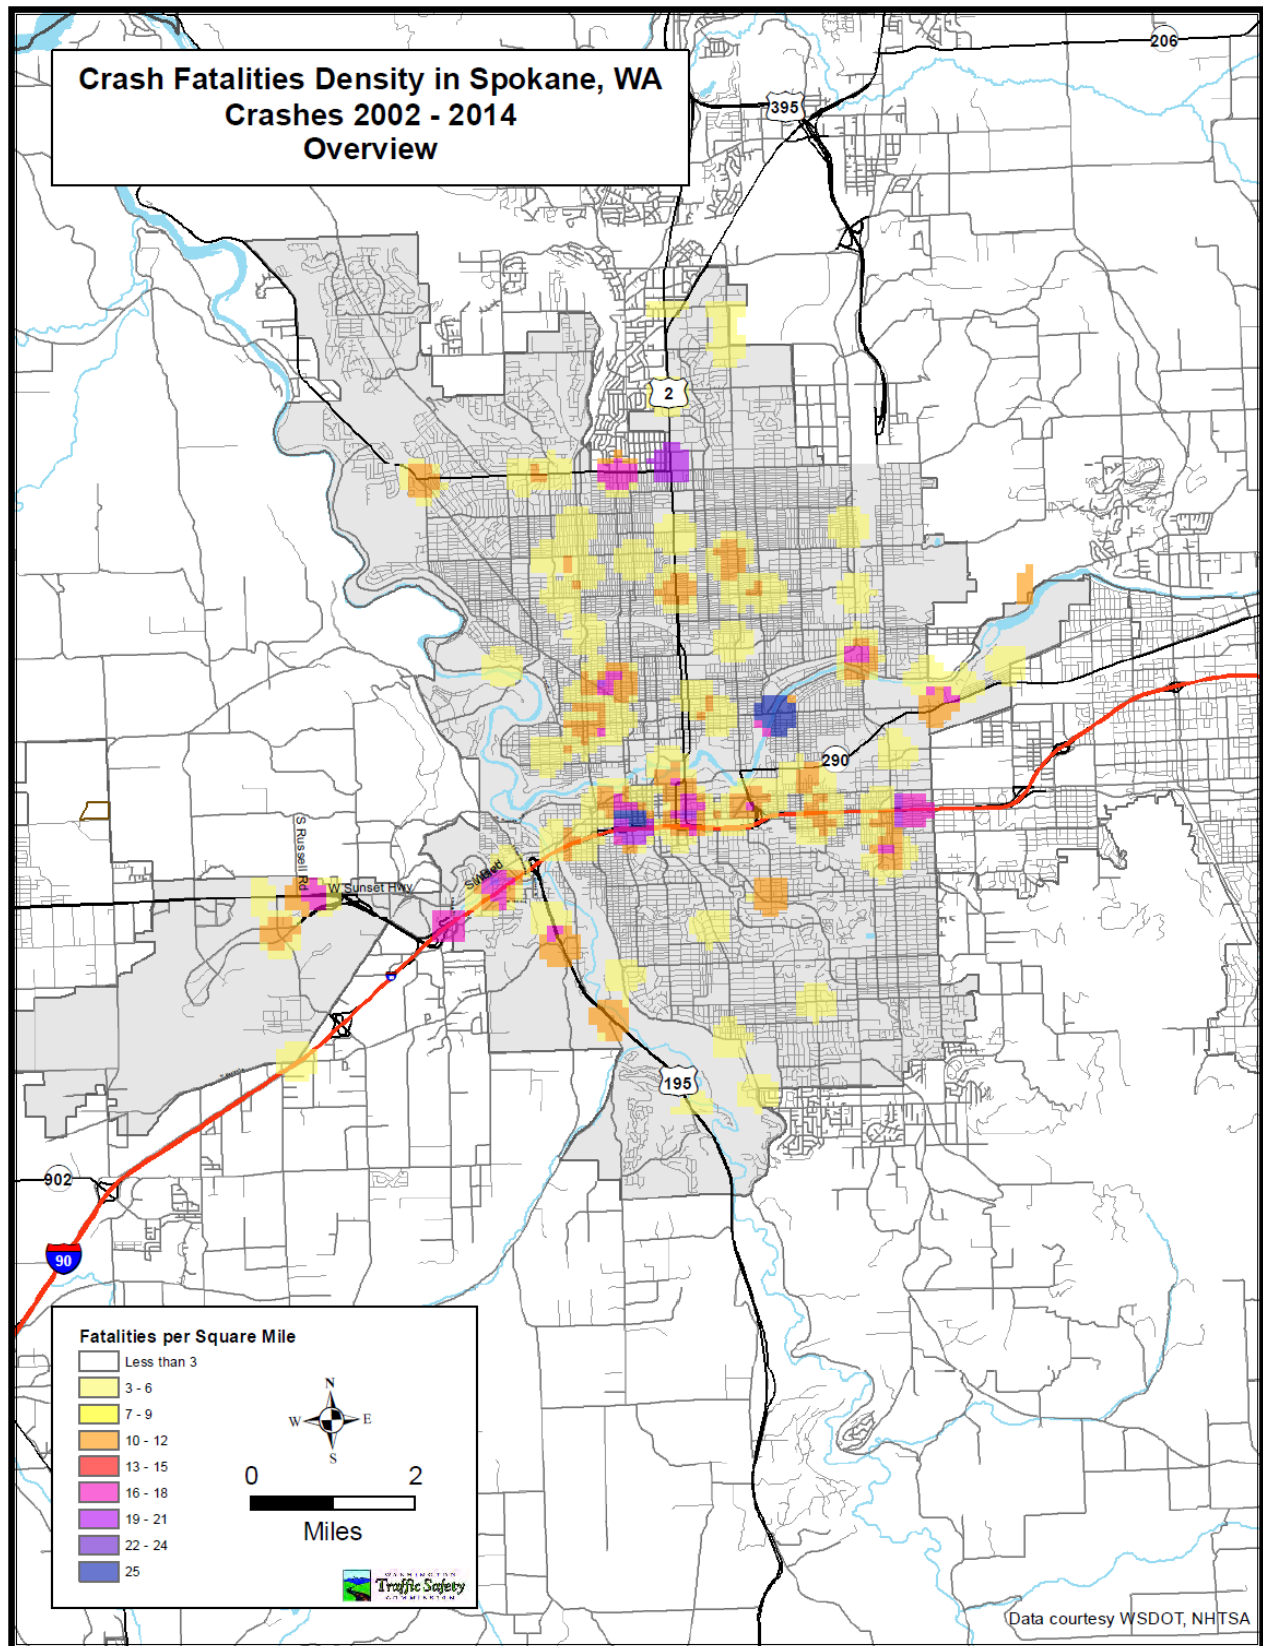 Crash Fatalities Density in Spokane, WA
Crashes 2002 - 2014
Overview
206
395
2
290
S Russell Rd
W Sunset Hwy
195
902
90
Fatalities per Square Mile
Less than 3
3 - 6
7 - 9
10 - 12
13 - 15
16 - 18
19 - 21
22 - 24
25
N
W
E
S
0
2
Miles
WASHINGTON
Traffic Safety
COMMISSION
Data courtesy WSDOT, NHTSA